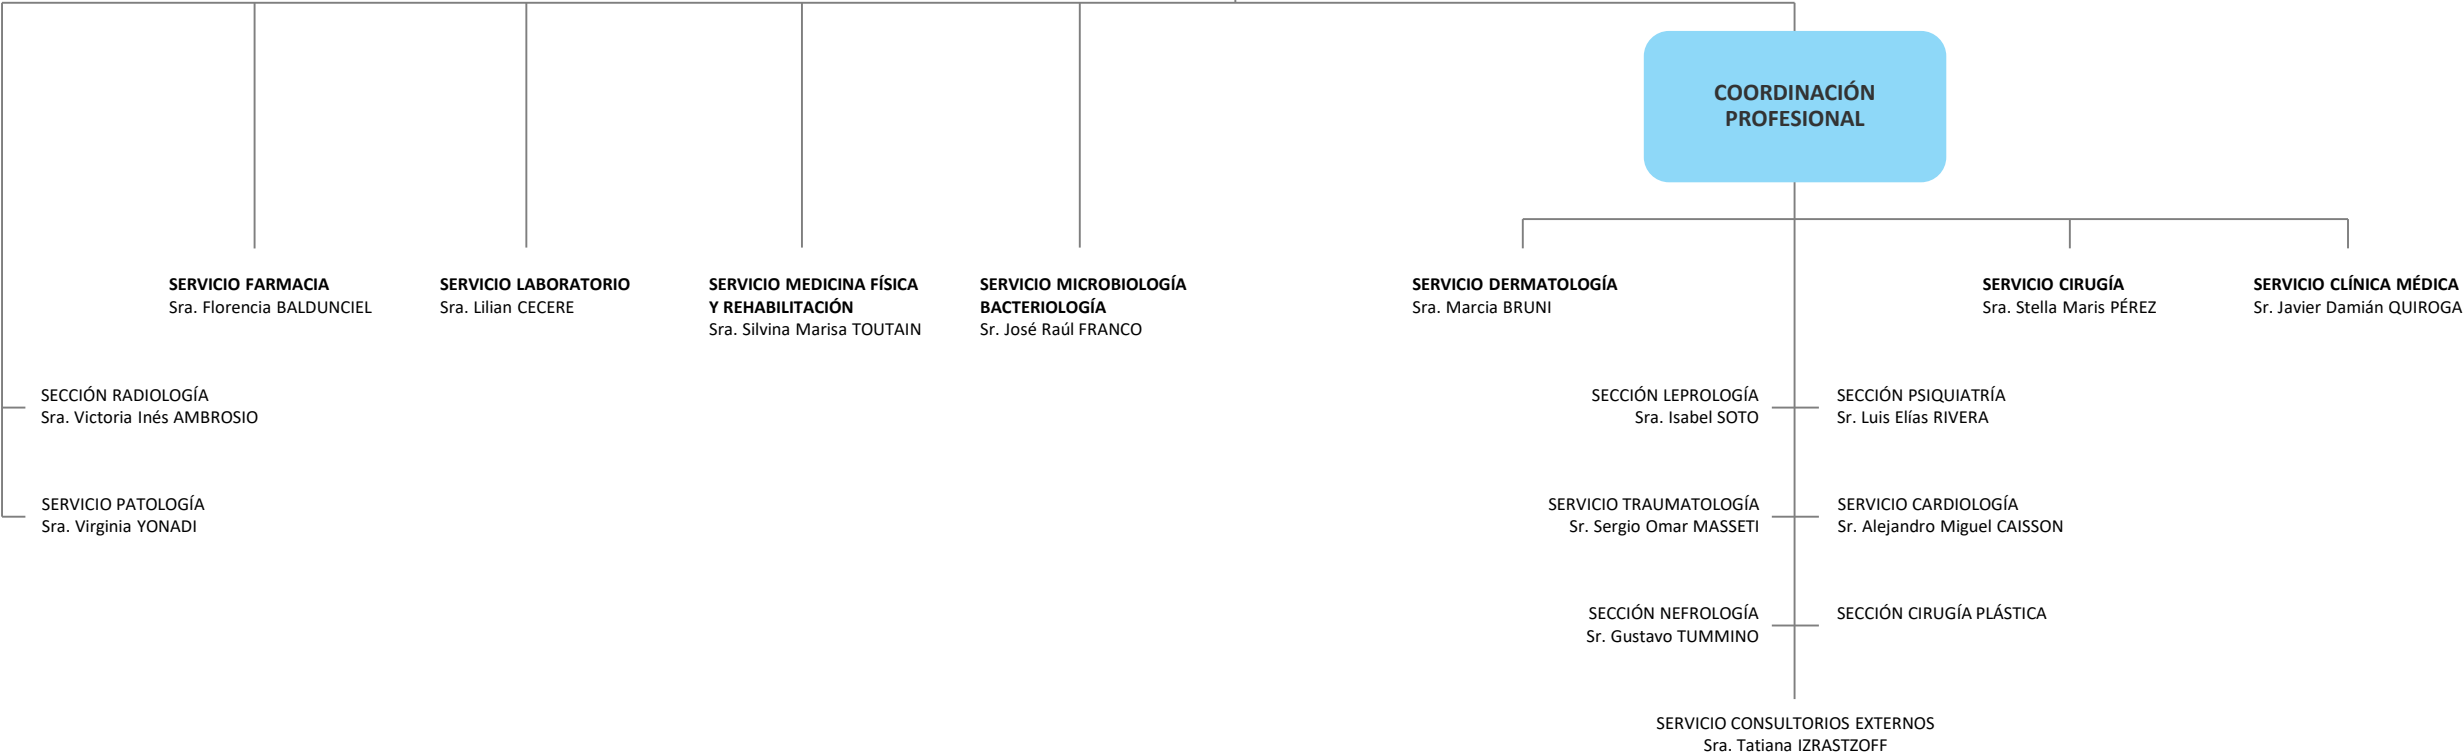 COORDINACIÓN
PROFESIONAL
SERVICIO FARMACIA
Sra. Florencia BALDUNCIEL
SERVICIO LABORATORIO
Sra. Lilian CECERE
SERVICIO MEDICINA FÍSICA
Y REHABILITACIÓN
Sra. Silvina Marisa TOUTAIN
SERVICIO MICROBIOLOGÍA
BACTERIOLOGÍA
Sr. José Raúl FRANCO
SERVICIO DERMATOLOGÍA
Sra. Marcia BRUNI
SERVICIO CIRUGÍA
Sra. Stella Maris PÉREZ
SERVICIO CLÍNICA MÉDICA
Sr. Javier Damián QUIROGA
SECCIÓN RADIOLOGÍA
Sra. Victoria Inés AMBROSIO
SERVICIO PATOLOGÍA
Sra. Virginia YONADI
SECCIÓN LEPROLOGÍA
Sra. Isabel SOTO
SECCIÓN PSIQUIATRÍA
Sr. Luis Elías RIVERA
SERVICIO TRAUMATOLOGÍA
Sr. Sergio Omar MASSETI
SERVICIO CARDIOLOGÍA
Sr. Alejandro Miguel CAISSON
SECCIÓN NEFROLOGÍA
Sr. Gustavo TUMMINO
SECCIÓN CIRUGÍA PLÁSTICA
SERVICIO CONSULTORIOS EXTERNOS
Sra. Tatiana IZRASTZOFF